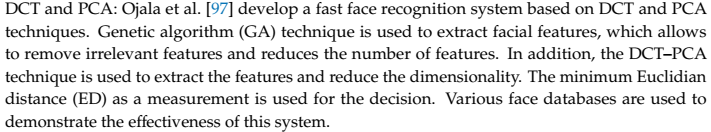 DCT and PCA: Ojala et al. [97] develop a fast face recognition system based on DCT and PCA
techniques. Genetic algorithm (GA) technique is used to extract facial features, which allows
to remove irrelevant features and reduces the number of features. In addition, the DCT–PCA
technique is used to extract the features and reduce the dimensionality. The minimum Euclidian
distance (ED) as a measurement is used for the decision. Various face databases are used to
demonstrate the effectiveness of this system.